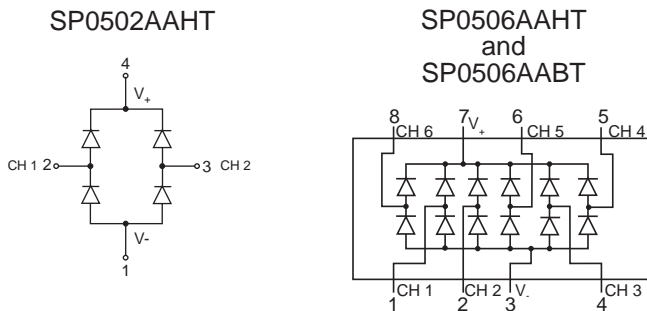 SP0502AAHT
4
V+
CH 1 2 3 CH 2
V-
1
SP0506AAHT
and
SP0506AABT
8 7 6 5
CH 6 V+ CH 5 CH 4
CH 1 CH 2 V- CH 3
1 2 3 4